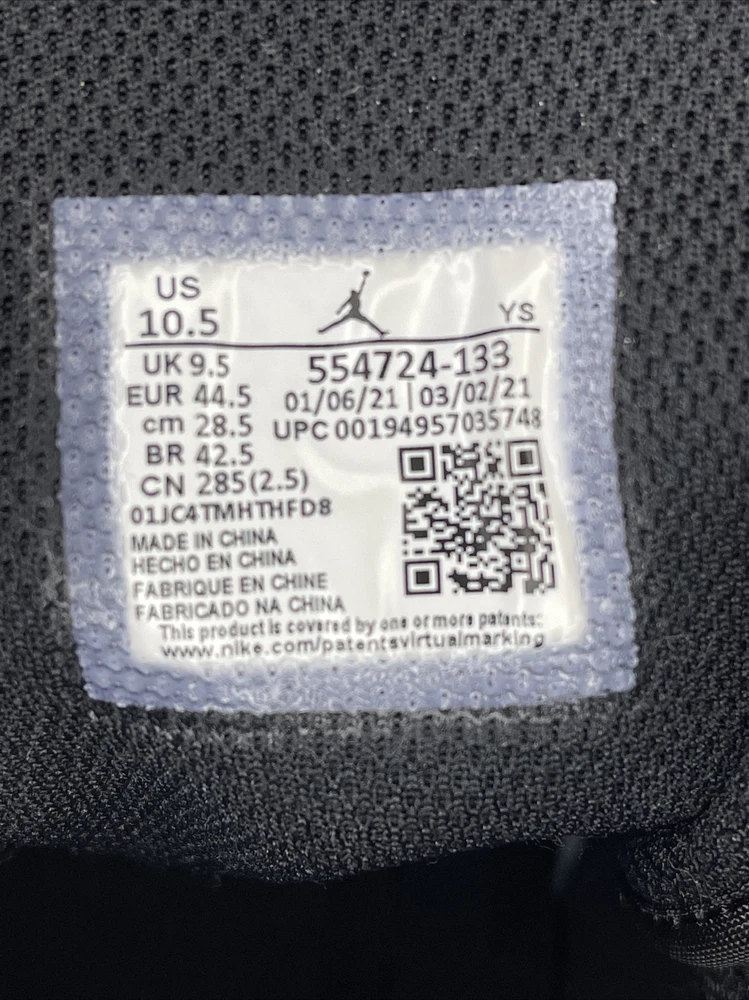 US
10.5
YS
UK 9.5
554724-133
EUR 44.5
01/06/21 | 03/02/21
cm 28.5
UPC 00194957035748
BR 42.5
CN 285(2.5)
01JC4TMHTHFD8
MADE IN CHINA
HECHO EN CHINA
FABRIQUE EN CHINE
FABRICADO NA CHINA
This product is covered by one or more patents:
www.nike.com/patentsvirtualmarking